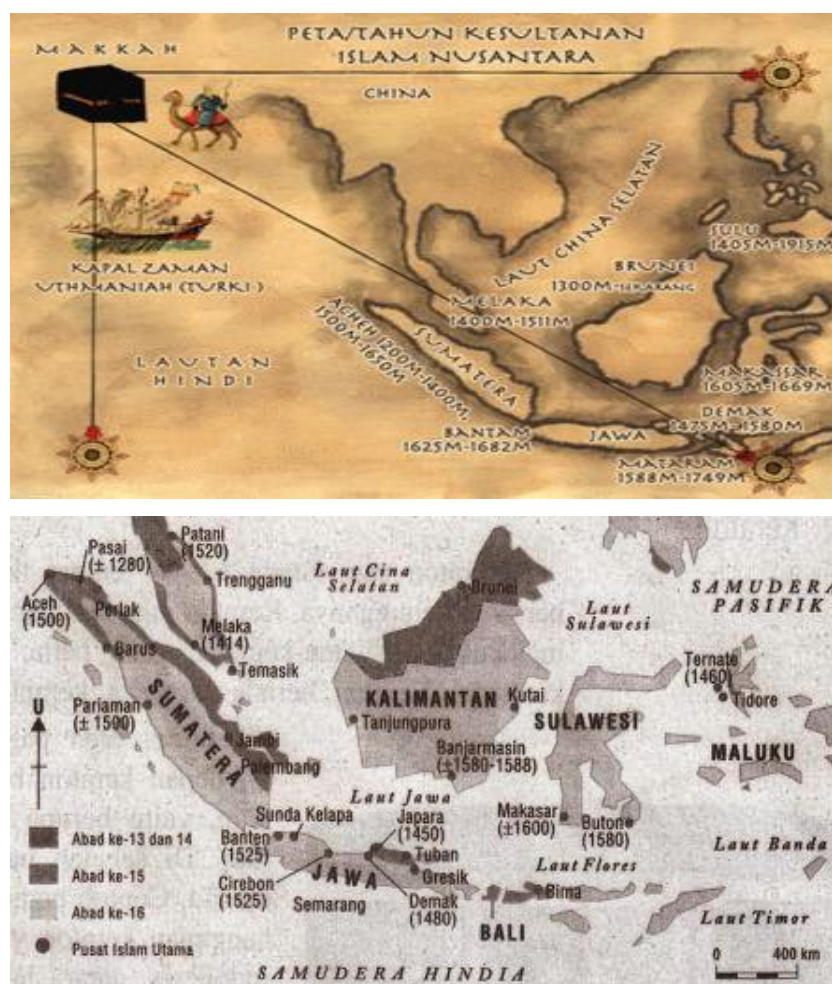 MAKKAH
PETA/TAHUN KESULTANAN
ISLAM NUSANTARA
CHINA
KAPAL ZAMAN
UTHMANIAH (TURKI )
LAUTAN
HINDI
LAUT CHINA SELATAN
SULU
1405M-1915M
BRUNEI
1300M-SEKARANG
MELAKA
1400M-1511M
ACHEH 1200M-1400M,
1500M-1650M
SUMATERA
MAKASSAR
1605M-1669M
DEMAK
1475M-1580M
BANTAM
1625M-1682M
JAWA
MATARAM
1588M-1749M
Pasai
(± 1280)
Patani
(1520)
Aceh
(1500)
Perlak
Trengganu
Barus
Melaka
(1414)
Temasik
Pariaman
(± 1500)
SUMATERA
Jambi
Palembang
Laut Cina
Selatan
Brunei
Laut
Sulawesi
SAMUDERA
PASIFIK
KALIMANTAN
Kutai
Tanjungpura
Banjarmasin
(±1580-1588)
SULAWESI
Ternate
(1460)
Tidore
MALUKU
U
Laut Jawa
Sunda Kelapa
Banten
(1525)
Japara
(1450)
Makasar
(±1600)
Buton
(1580)
Laut Banda
Cirebon
(1525)
JAWA
Tuban
Gresik
Laut Flores
Semarang
Demak
(1480)
BALI
Bima
Laut Timor
Abad ke-13 dan 14
Abad ke-15
Abad ke-16
Pusat Islam Utama
SAMUDERA HINDIA
0 400 km